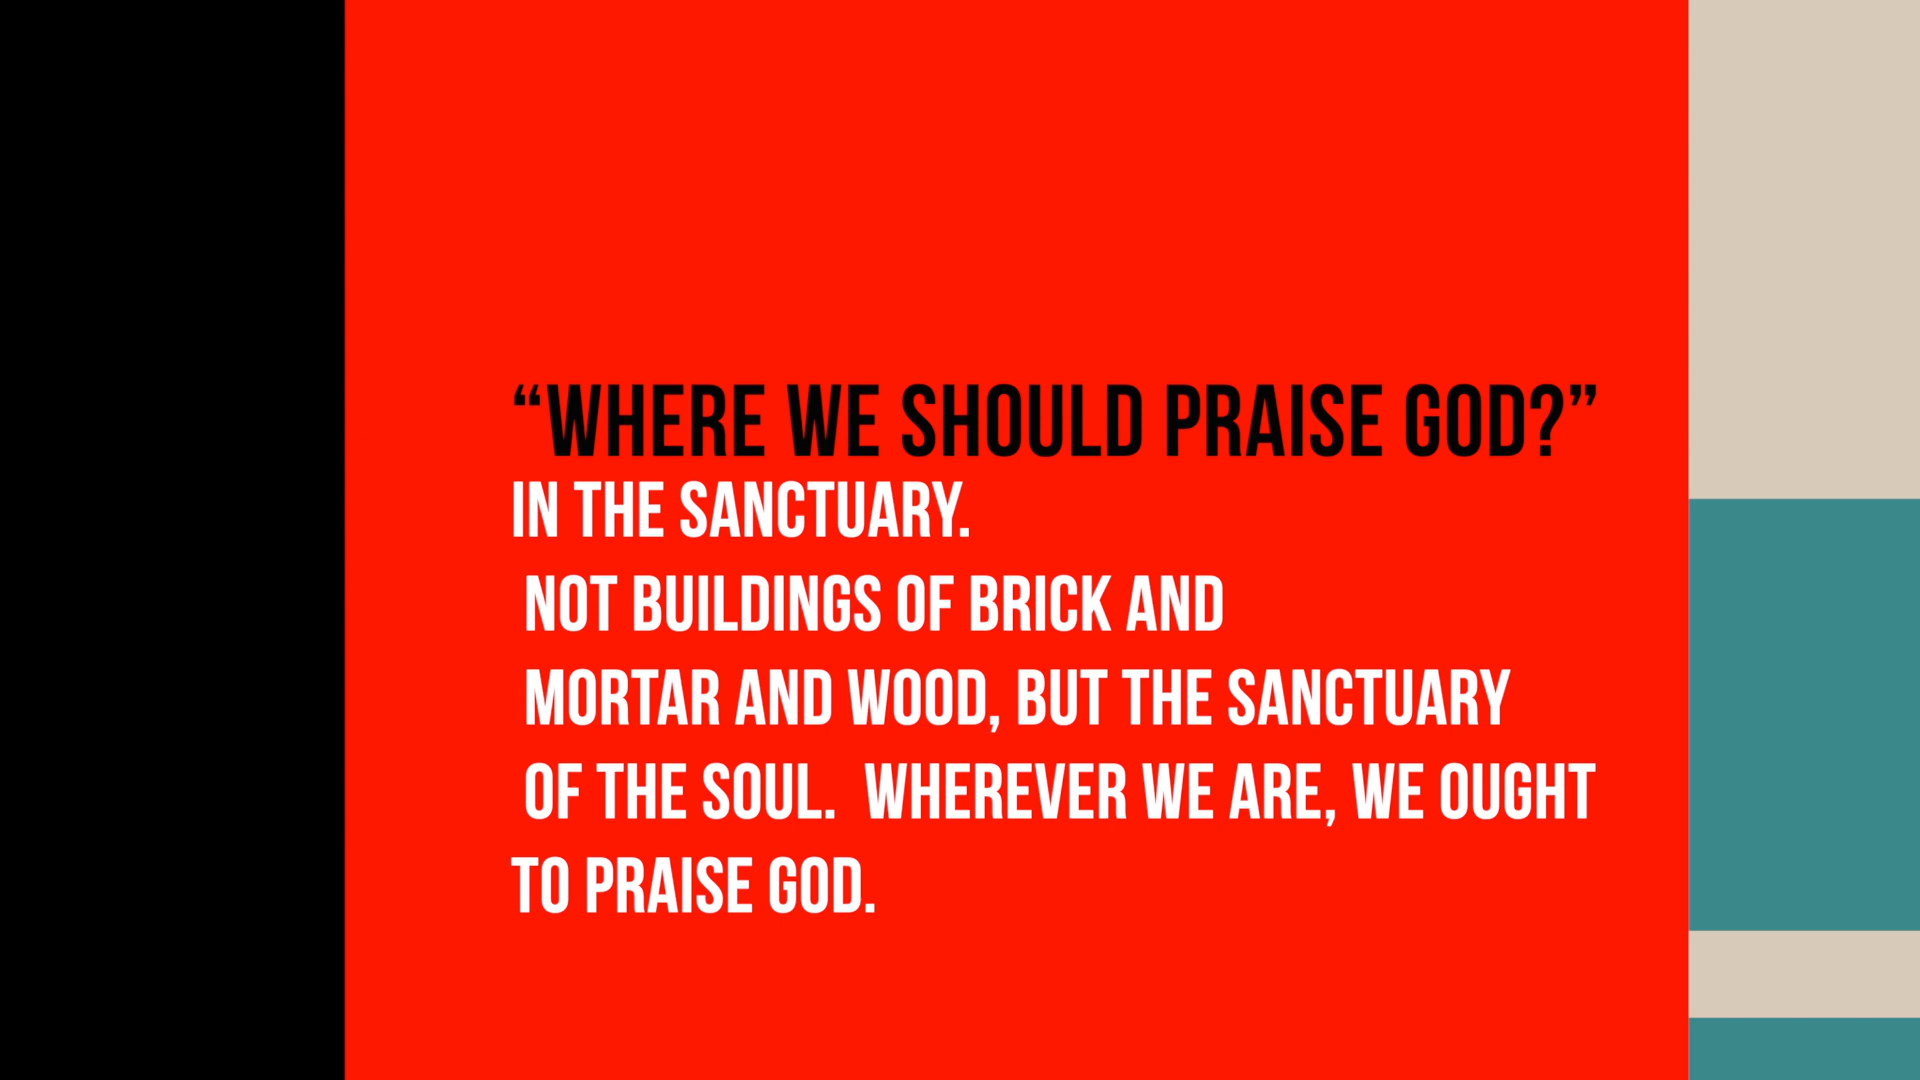 “WHERE WE SHOULD PRAISE GOD?”
IN THE SANCTUARY.
NOT BUILDINGS OF BRICK AND
MORTAR AND WOOD, BUT THE SANCTUARY
OF THE SOUL.  WHEREVER WE ARE, WE OUGHT
TO PRAISE GOD.